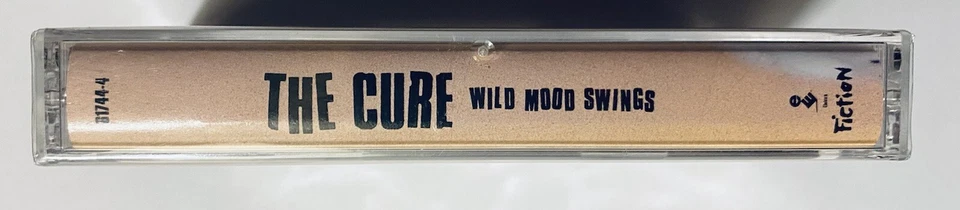 61744-4
THE CURE WILD MOOD SWINGS
Fiction